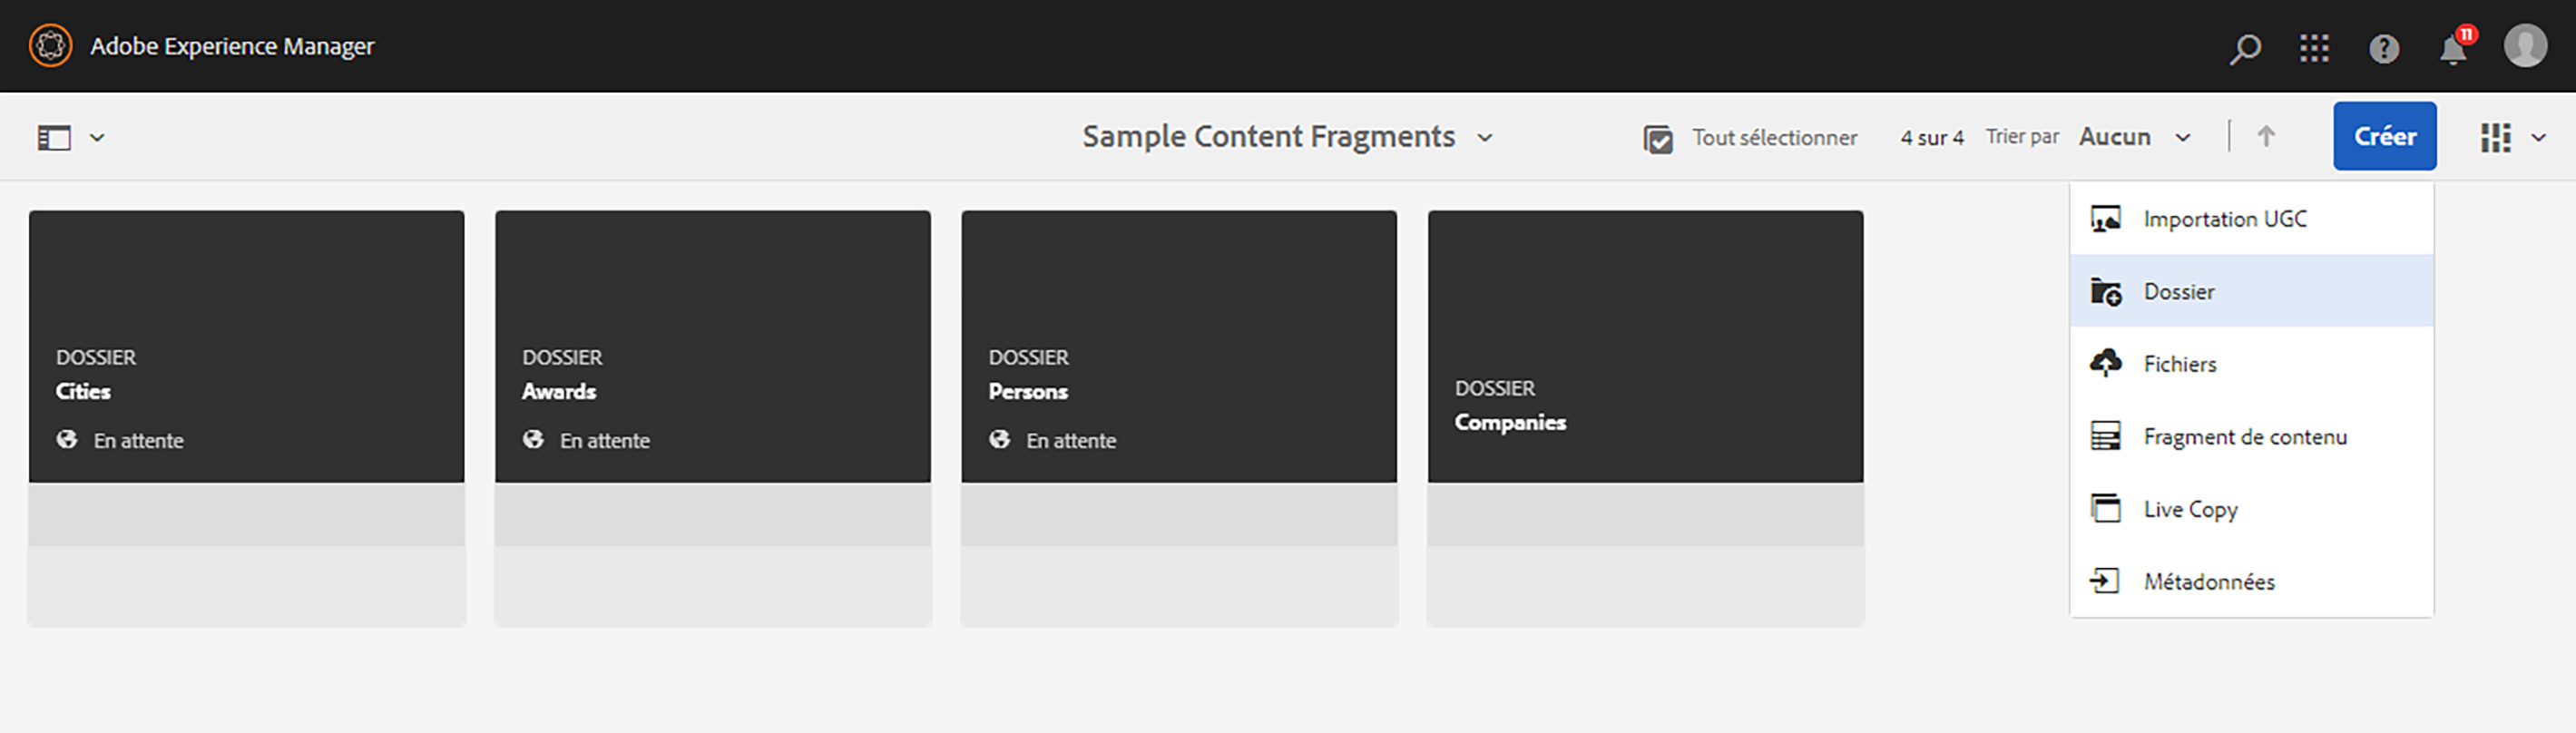 Adobe Experience Manager
11
Sample Content Fragments
Tout sélectionner
4 sur 4
Trier par
Aucun
Créer
DOSSIER
Cities
En attente
DOSSIER
Awards
En attente
DOSSIER
Persons
En attente
DOSSIER
Companies
Importation UGC
Dossier
Fichiers
Fragment de contenu
Live Copy
Métadonnées